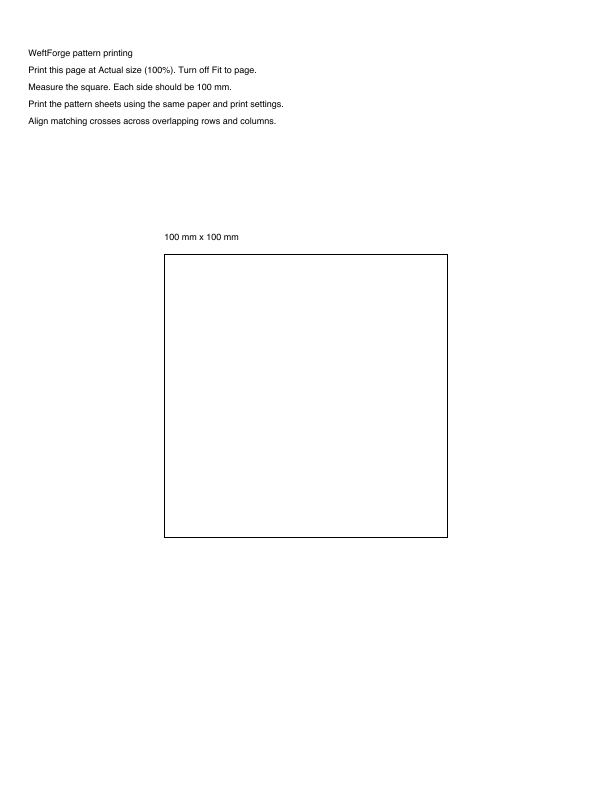 WeftForge pattern printing
Print this page at Actual size (100%). Turn off Fit to page.
Measure the square. Each side should be 100 mm.
Print the pattern sheets using the same paper and print settings.
Align matching crosses across overlapping rows and columns.
100 mm x 100 mm